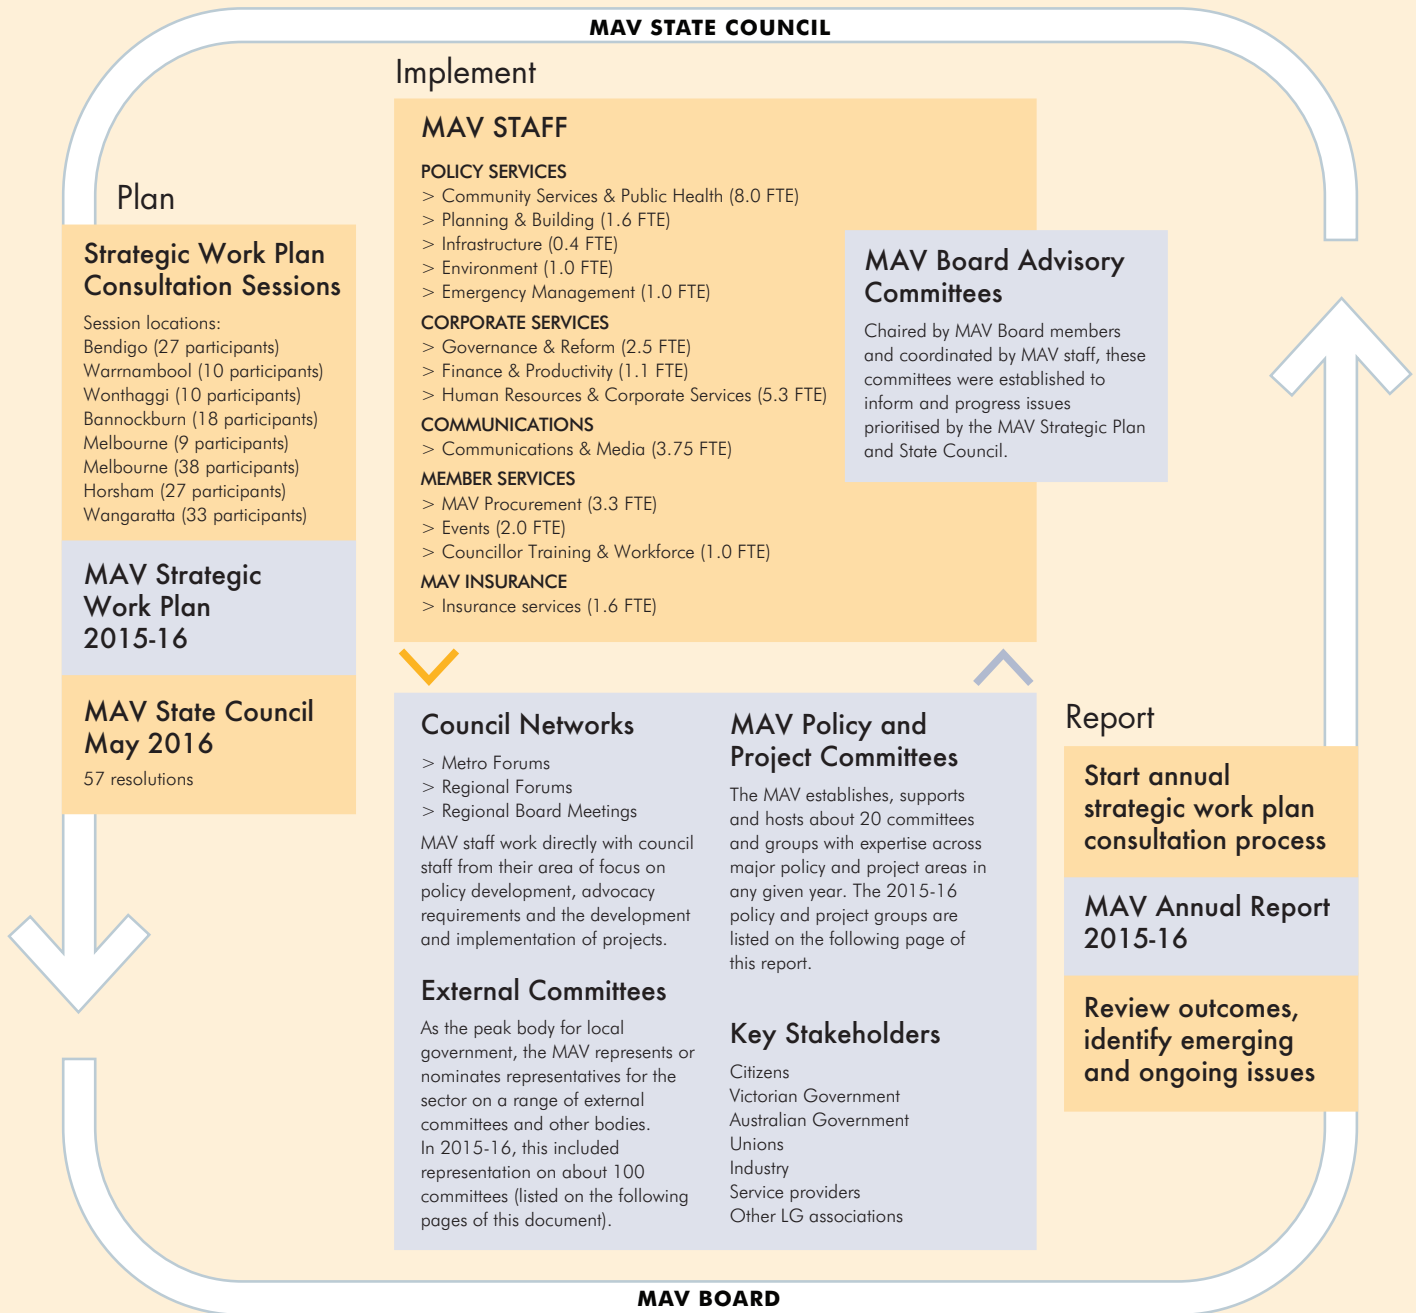 MAV STATE COUNCIL
Plan
Strategic Work Plan
Consultation Sessions
Session locations:
Bendigo (27 participants)
Warrnambool (10 participants)
Wonthaggi (10 participants)
Bannockburn (18 participants)
Melbourne (9 participants)
Melbourne (38 participants)
Horsham (27 participants)
Wangaratta (33 participants)
MAV Strategic
Work Plan
2015-16
MAV State Council
May 2016
57 resolutions
Implement
MAV STAFF
POLICY SERVICES
> Community Services & Public Health (8.0 FTE)
> Planning & Building (1.6 FTE)
> Infrastructure (0.4 FTE)
> Environment (1.0 FTE)
> Emergency Management (1.0 FTE)
CORPORATE SERVICES
> Governance & Reform (2.5 FTE)
> Finance & Productivity (1.1 FTE)
> Human Resources & Corporate Services (5.3 FTE)
COMMUNICATIONS
> Communications & Media (3.75 FTE)
MEMBER SERVICES
> MAV Procurement (3.3 FTE)
> Events (2.0 FTE)
> Councillor Training & Workforce (1.0 FTE)
MAV INSURANCE
> Insurance services (1.6 FTE)
MAV Board Advisory
Committees
Chaired by MAV Board members
and coordinated by MAV staff, these
committees were established to
inform and progress issues
prioritised by the MAV Strategic Plan
and State Council.
Council Networks
> Metro Forums
> Regional Forums
> Regional Board Meetings
MAV staff work directly with council
staff from their area of focus on
policy development, advocacy
requirements and the development
and implementation of projects.
External Committees
As the peak body for local
government, the MAV represents or
nominates representatives for the
sector on a range of external
committees and other bodies.
In 2015-16, this included
representation on about 100
committees (listed on the following
pages of this document).
MAV Policy and
Project Committees
The MAV establishes, supports
and hosts about 20 committees
and groups with expertise across
major policy and project areas in
any given year. The 2015-16
policy and project groups are
listed on the following page of
this report.
Key Stakeholders
Citizens
Victorian Government
Australian Government
Unions
Industry
Service providers
Other LG associations
Report
Start annual
strategic work plan
consultation process
MAV Annual Report
2015-16
Review outcomes,
identify emerging
and ongoing issues
MAV BOARD